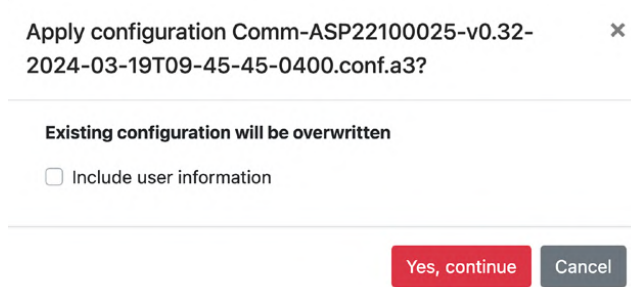 Apply configuration Comm-ASP22100025-v0.32-
2024-03-19T09-45-45-0400.conf.a3?
×
Existing configuration will be overwritten
Include user information
Yes, continue
Cancel